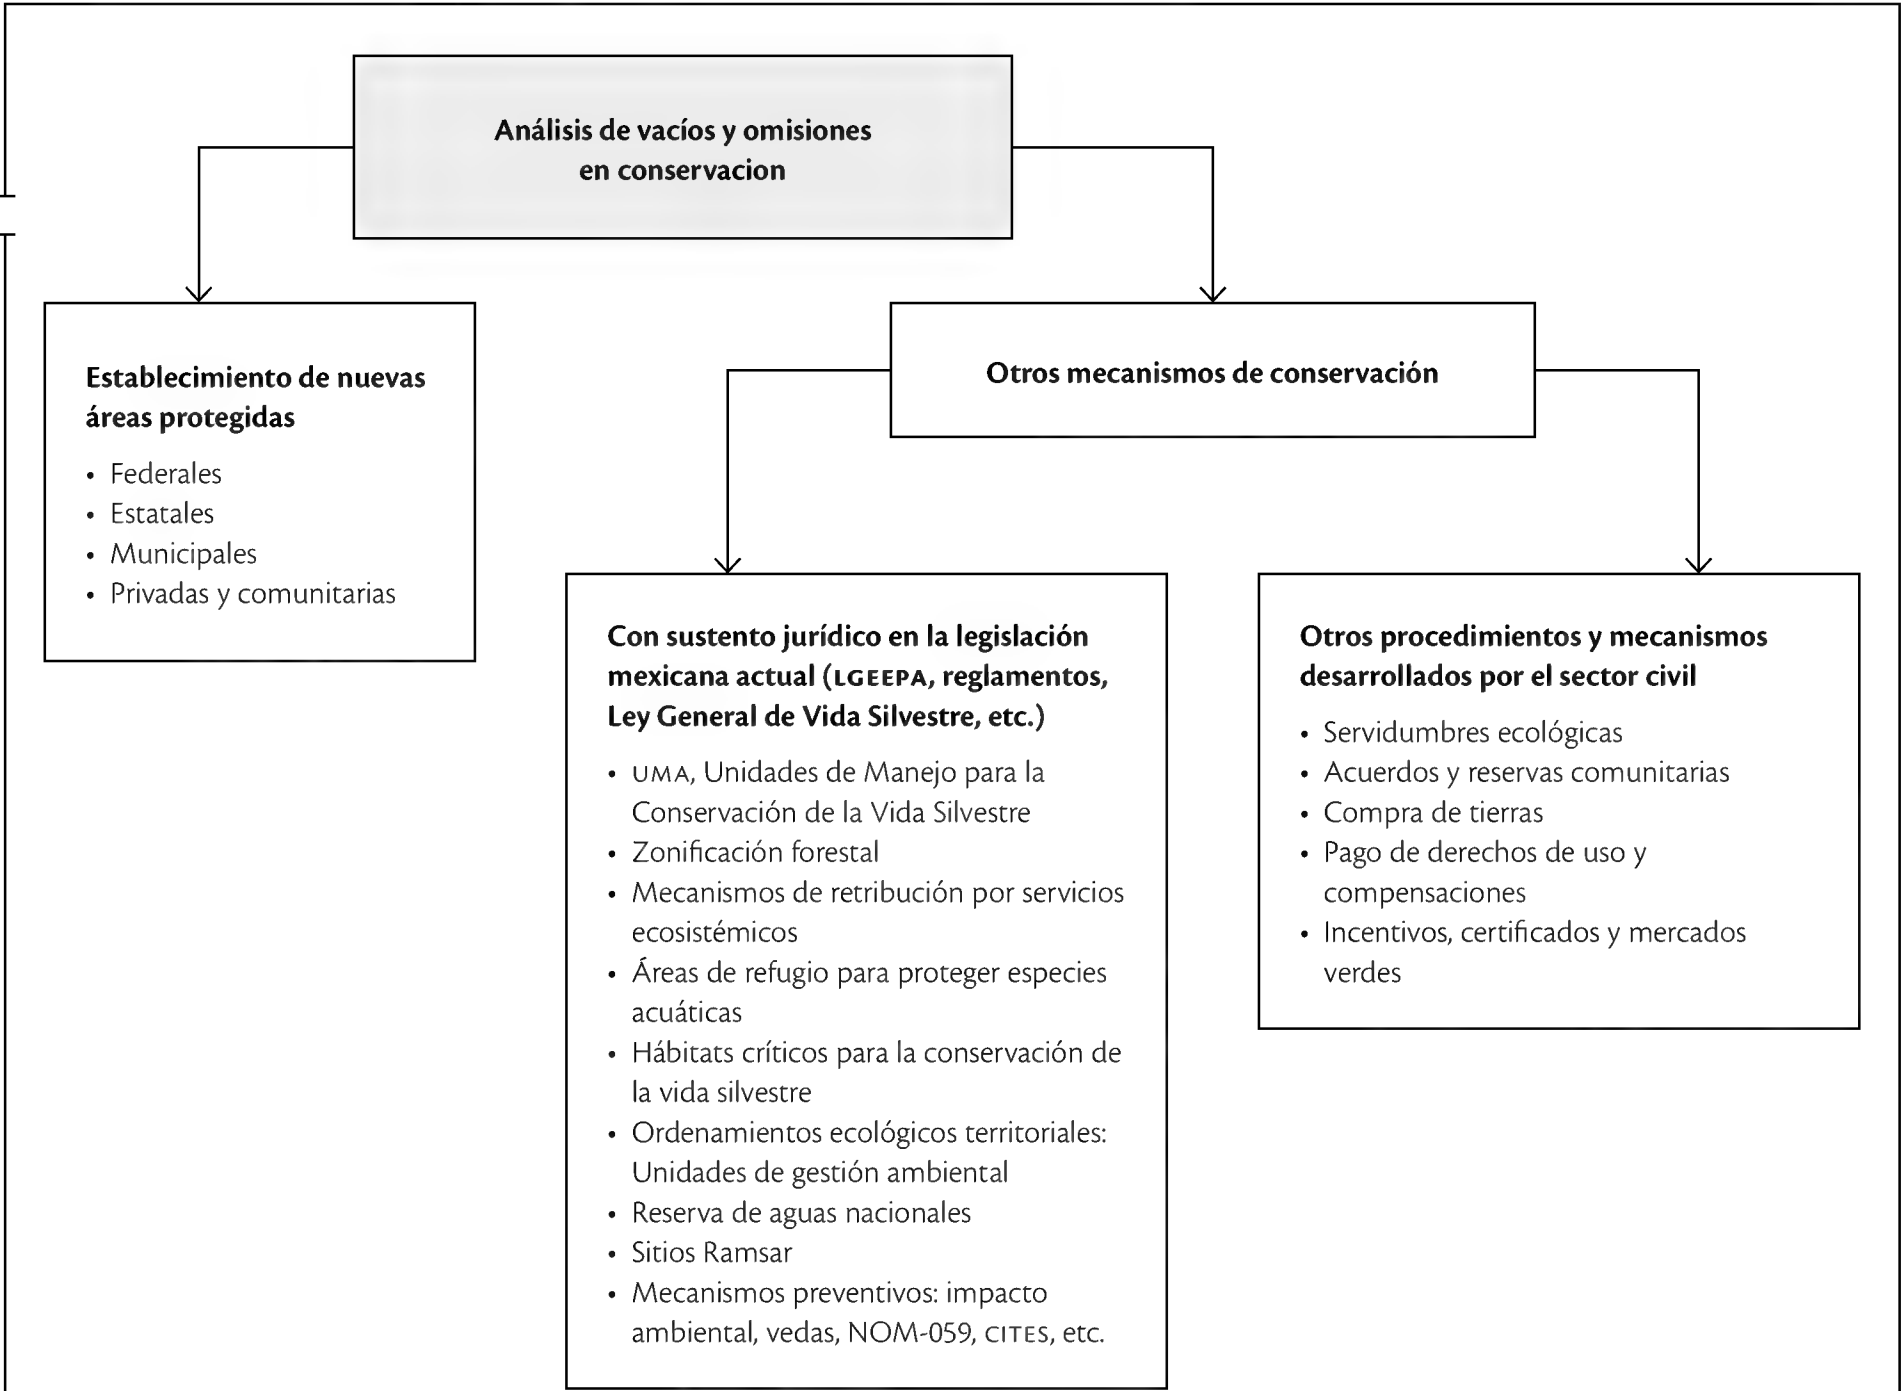 Análisis de vacíos y omisiones
en conservacion
Establecimiento de nuevas
áreas protegidas
• Federales
• Estatales
• Municipales
• Privadas y comunitarias
Otros mecanismos de conservación
Con sustento jurídico en la legislación
mexicana actual (LGEEPA, reglamentos,
Ley General de Vida Silvestre, etc.)
• UMA, Unidades de Manejo para la
Conservación de la Vida Silvestre
• Zonificación forestal
• Mecanismos de retribución por servicios
ecosistémicos
• Áreas de refugio para proteger especies
acuáticas
• Hábitats críticos para la conservación de
la vida silvestre
• Ordenamientos ecológicos territoriales:
Unidades de gestión ambiental
• Reserva de aguas nacionales
• Sitios Ramsar
• Mecanismos preventivos: impacto
ambiental, vedas, NOM-059, CITES, etc.
Otros procedimientos y mecanismos
desarrollados por el sector civil
• Servidumbres ecológicas
• Acuerdos y reservas comunitarias
• Compra de tierras
• Pago de derechos de uso y
compensaciones
• Incentivos, certificados y mercados
verdes